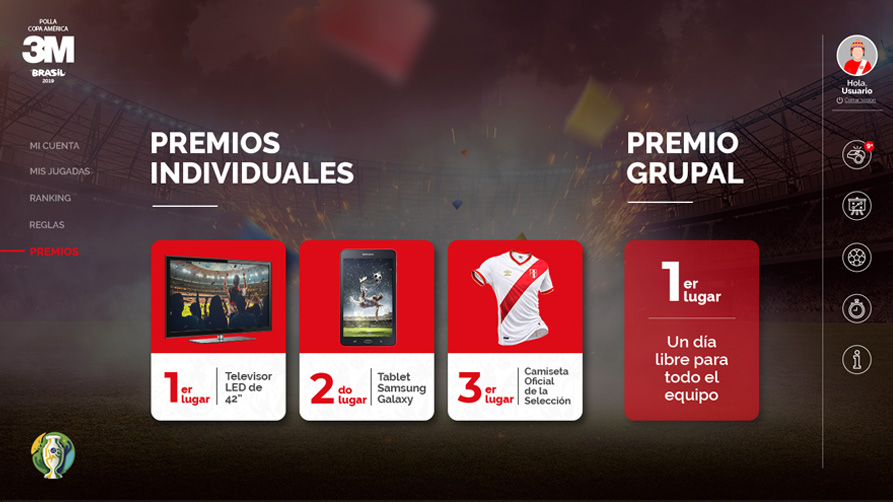 POLLA
COPA AMÉRICA
3M
BRASIL
2019
MI CUENTA
MIS JUGADAS
RANKING
REGLAS
PREMIOS
PREMIOS
INDIVIDUALES
1er
lugar
Televisor
LED de
42"
2do
lugar
Tablet
Samsung
Galaxy
3er
lugar
Camiseta
Oficial
de la
Selección
PREMIO
GRUPAL
1er
lugar
Un día
libre para
todo el
equipo
Hola,
Usuario
Cerrar sesión